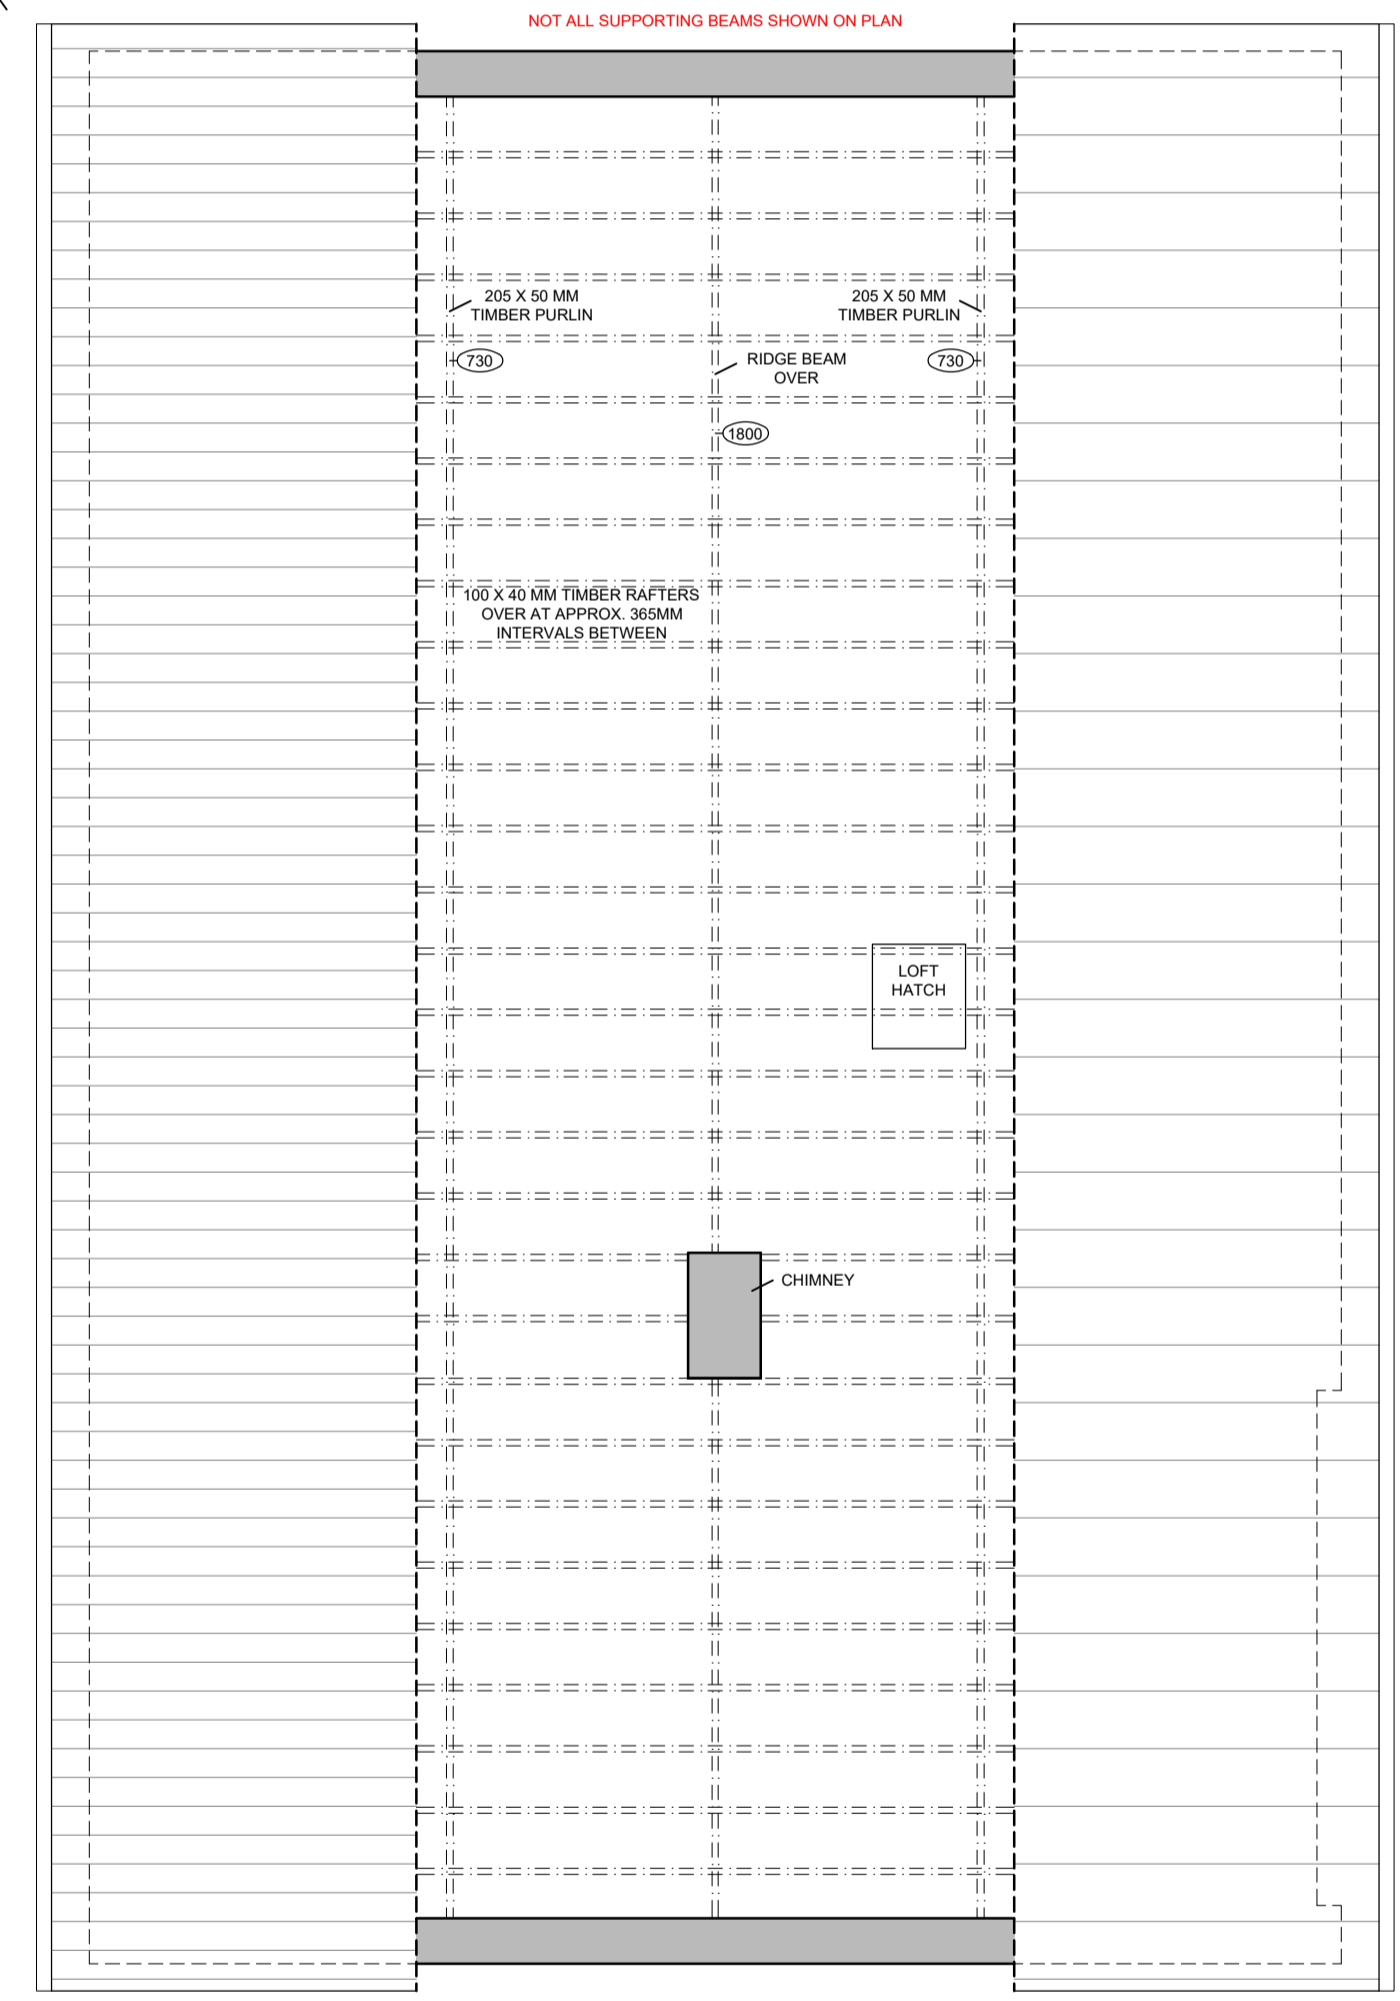 NOT ALL SUPPORTING BEAMS SHOWN ON PLAN
205 X 50 MM
TIMBER PURLIN
205 X 50 MM
TIMBER PURLIN
730
RIDGE BEAM
OVER
730
1800
100 X 40 MM TIMBER RAFTERS
OVER AT APPROX. 365MM
INTERVALS BETWEEN
LOFT
HATCH
CHIMNEY